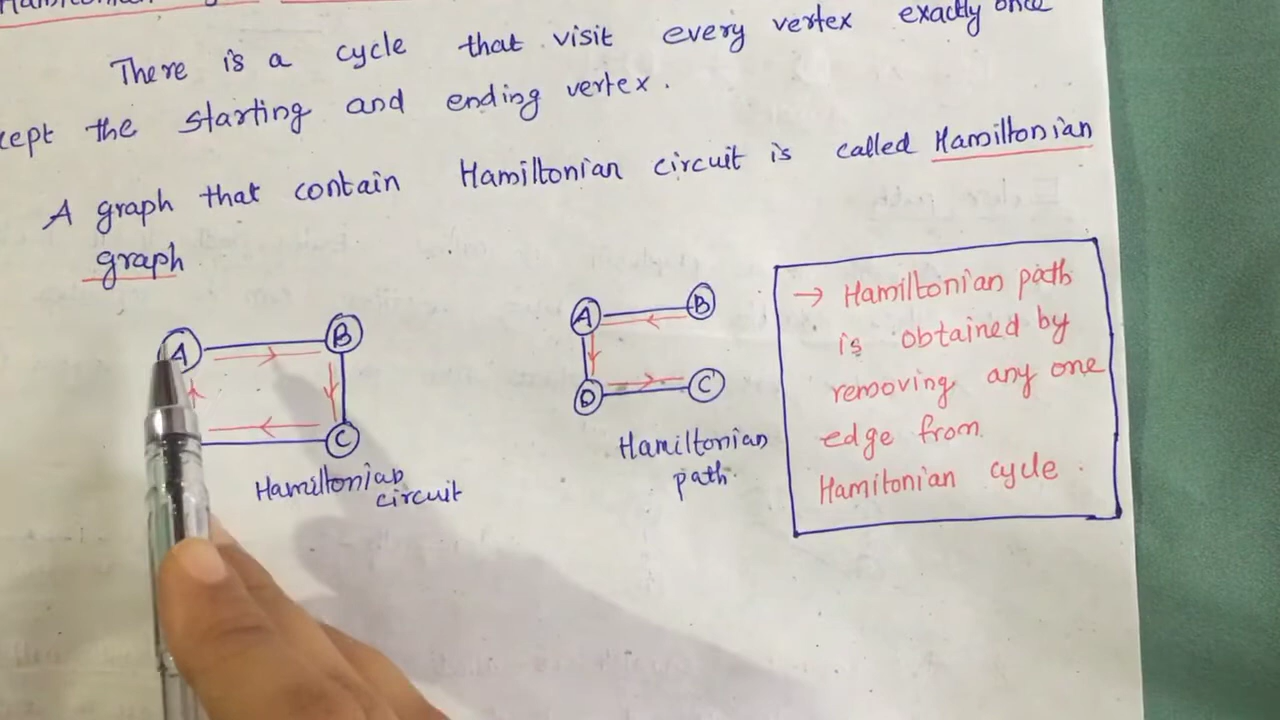 Hamiltonian
There is a cycle that visit every vertex exactly once
cept the starting and ending vertex.
A graph that contain Hamiltonian circuit is called Hamiltonian
graph
A B
C
Hamiltonian
circuit
A B
D C
Hamiltonian
path.
→ Hamiltonian path
is obtained by
removing any one
edge from
Hamitonian cycle.